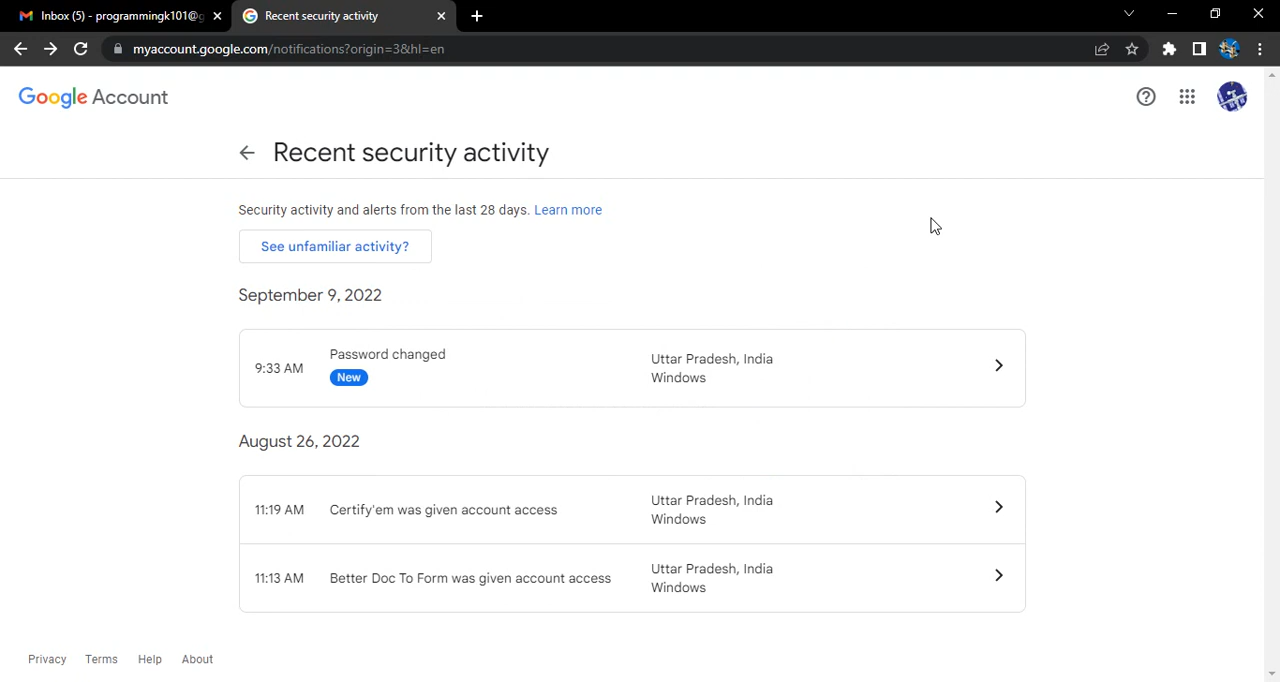 Inbox (5) - programmingk101@g
Recent security activity
myaccount.google.com/notifications?origin=3&hl=en
Google Account
Recent security activity
Security activity and alerts from the last 28 days. Learn more
See unfamiliar activity?
September 9, 2022
9:33 AM
Password changed
New
Uttar Pradesh, India
Windows
August 26, 2022
11:19 AM
Certify'em was given account access
Uttar Pradesh, India
Windows
11:13 AM
Better Doc To Form was given account access
Uttar Pradesh, India
Windows
Privacy Terms Help About